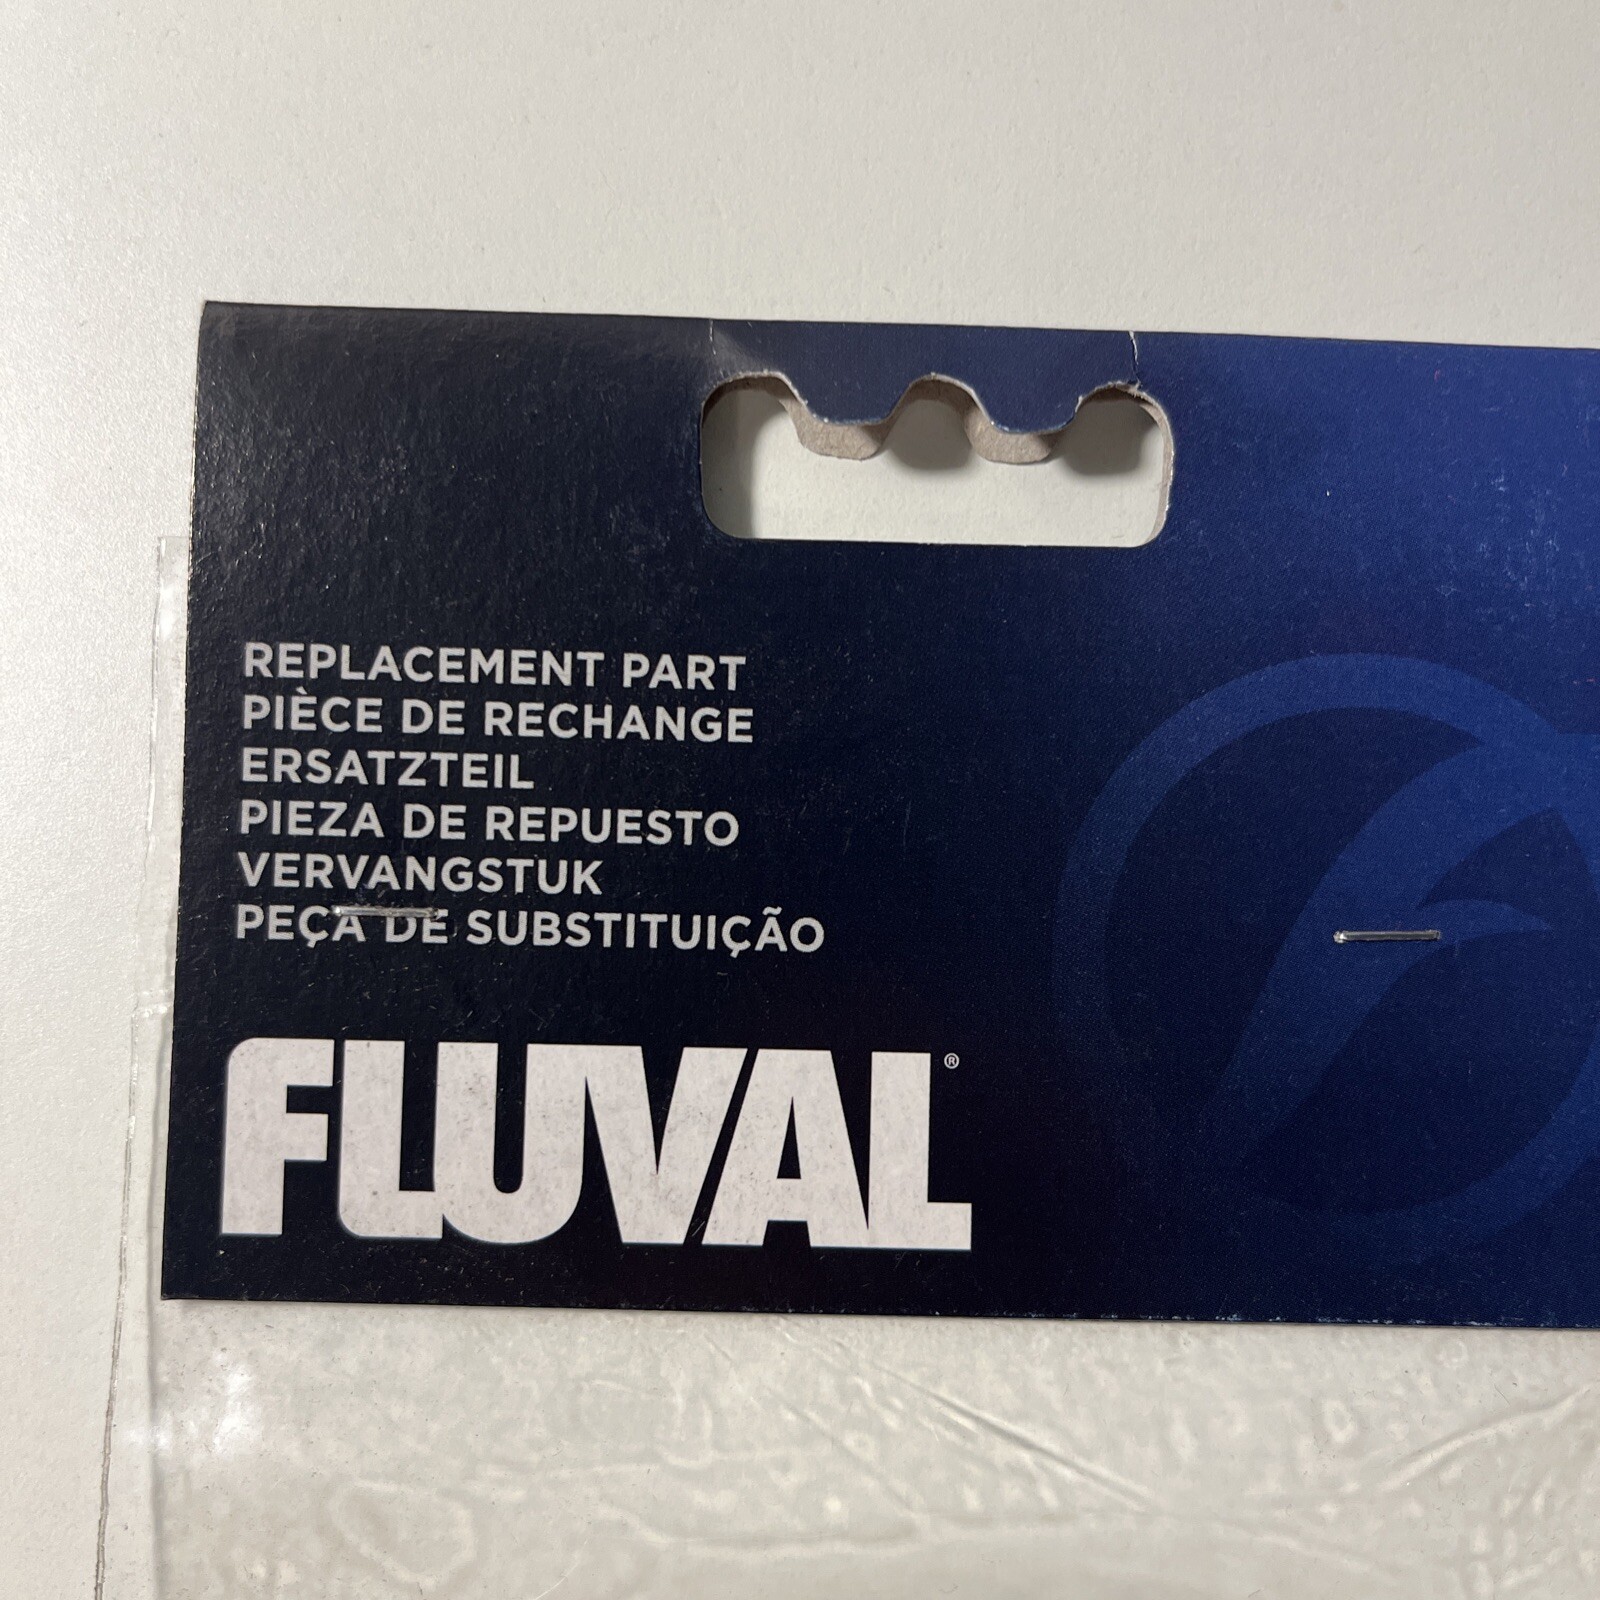 REPLACEMENT PART
PIÈCE DE RECHANGE
ERSATZTEIL
PIEZA DE REPUESTO
VERVANGSTUK
PEÇA DE SUBSTITUIÇÃO
FLUVAL®